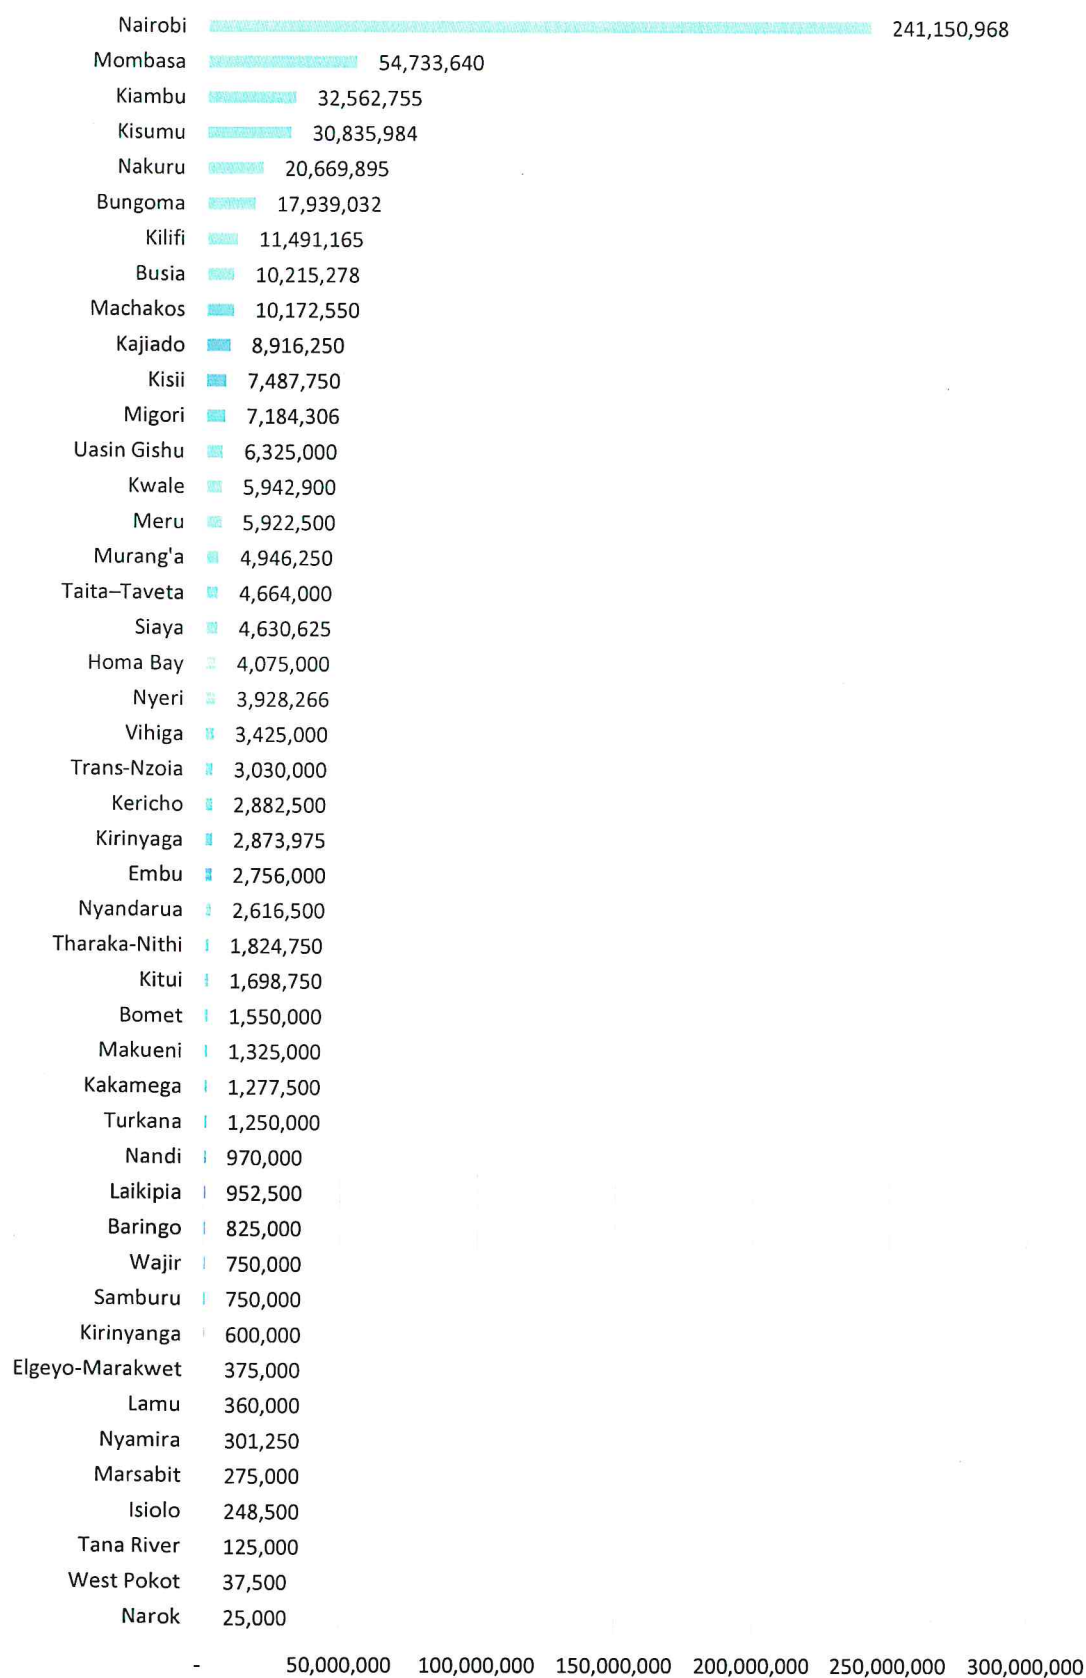 Nairobi 241,150,968
Mombasa 54,733,640
Kiambu 32,562,755
Kisumu 30,835,984
Nakuru 20,669,895
Bungoma 17,939,032
Kilifi 11,491,165
Busia 10,215,278
Machakos 10,172,550
Kajiado 8,916,250
Kisii 7,487,750
Migori 7,184,306
Uasin Gishu 6,325,000
Kwale 5,942,900
Meru 5,922,500
Murang'a 4,946,250
Taita–Taveta 4,664,000
Siaya 4,630,625
Homa Bay 4,075,000
Nyeri 3,928,266
Vihiga 3,425,000
Trans-Nzoia 3,030,000
Kericho 2,882,500
Kirinyaga 2,873,975
Embu 2,756,000
Nyandarua 2,616,500
Tharaka-Nithi 1,824,750
Kitui 1,698,750
Bomet 1,550,000
Makueni 1,325,000
Kakamega 1,277,500
Turkana 1,250,000
Nandi 970,000
Laikipia 952,500
Baringo 825,000
Wajir 750,000
Samburu 750,000
Kirinyanga 600,000
Elgeyo-Marakwet 375,000
Lamu 360,000
Nyamira 301,250
Marsabit 275,000
Isiolo 248,500
Tana River 125,000
West Pokot 37,500
Narok 25,000
- 50,000,000 100,000,000 150,000,000 200,000,000 250,000,000 300,000,000